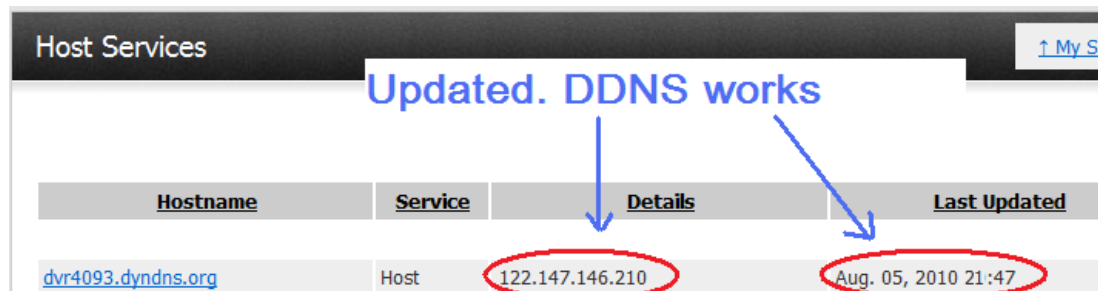 Host Services
↑ My S
Updated. DDNS works
Hostname Service Details Last Updated
dvr4093.dyndns.org Host 122.147.146.210 Aug. 05, 2010 21:47